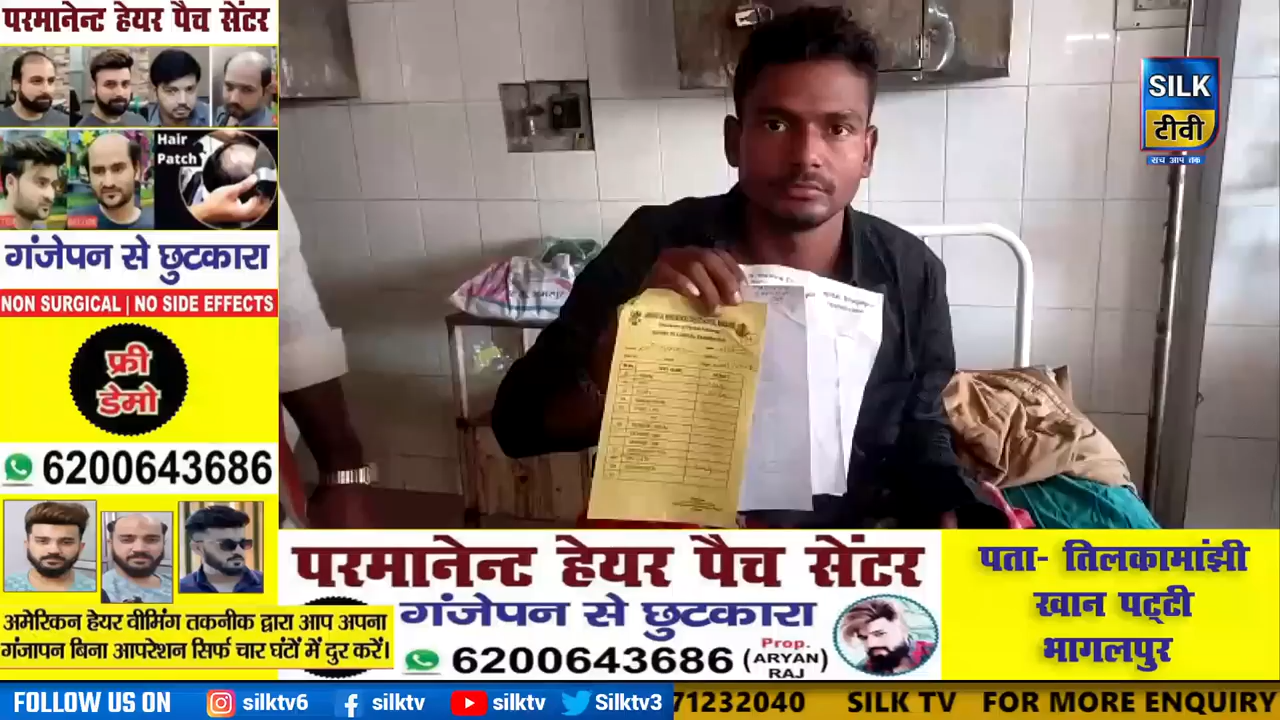 परमानेन्ट हेयर पैच सेंटर
Hair
Patch
गंजेपन से छुटकारा
NON SURGICAL | NO SIDE EFFECTS
फ्री
डेमो
6200643686
अमेरिकन हेयर वीमिंग तकनीक द्वारा आप अपना
गंजापन बिना आपरेशन सिर्फ चार घंटों में दुर करें।
SILK
टीवी
सच आप तक
परमानेन्ट हेयर पैच सेंटर
गंजेपन से छुटकारा
6200643686
Prop.
(ARYAN
RAJ)
पता- तिलकामांझी
खान पट्टी
भागलपुर
FOLLOW US ON silktv6 silktv silktv Silktv3 71232040 SILK TV FOR MORE ENQUIRY